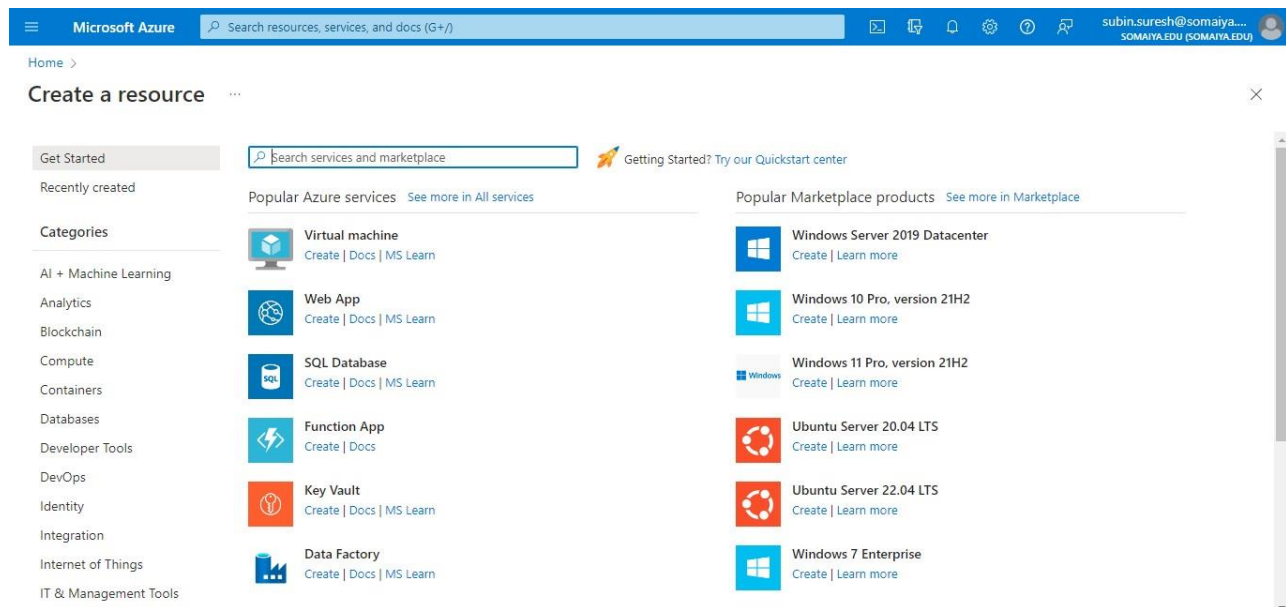 Microsoft Azure
Search resources, services, and docs (G+/)
subin.suresh@somaiya....
SOMAIYA.EDU (SOMAIYA.EDU)
Home >
Create a resource ...
Get Started
Recently created
Categories
AI + Machine Learning
Analytics
Blockchain
Compute
Containers
Databases
Developer Tools
DevOps
Identity
Integration
Internet of Things
IT & Management Tools
Search services and marketplace
Getting Started? Try our Quickstart center
Popular Azure services See more in All services
Virtual machine
Create | Docs | MS Learn
Web App
Create | Docs | MS Learn
SQL
SQL Database
Create | Docs | MS Learn
Function App
Create | Docs
Key Vault
Create | Docs | MS Learn
Data Factory
Create | Docs | MS Learn
Popular Marketplace products See more in Marketplace
Windows Server 2019 Datacenter
Create | Learn more
Windows 10 Pro, version 21H2
Create | Learn more
Windows
Windows 11 Pro, version 21H2
Create | Learn more
Ubuntu Server 20.04 LTS
Create | Learn more
Ubuntu Server 22.04 LTS
Create | Learn more
Windows 7 Enterprise
Create | Learn more